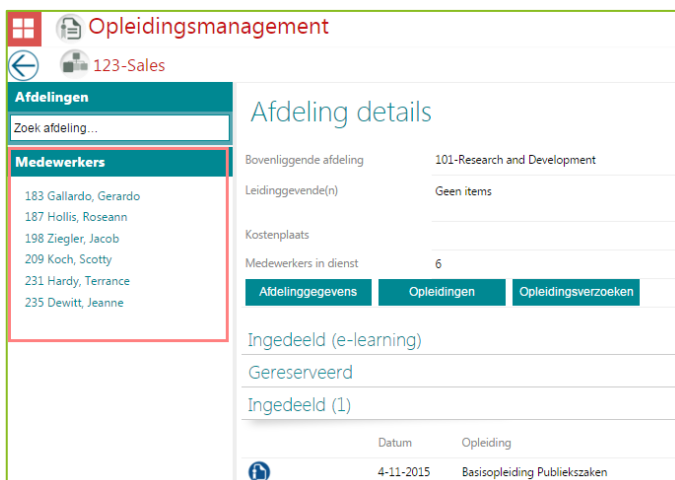 Opleidingsmanagement
123-Sales
Afdelingen
Zoek afdeling...
Medewerkers
183 Gallardo, Gerardo
187 Hollis, Roseann
198 Ziegler, Jacob
209 Koch, Scotty
231 Hardy, Terrance
235 Dewitt, Jeanne
Afdeling details
Bovenliggende afdeling 101-Research and Development
Leidinggevende(n) Geen items
Kostenplaats
Medewerkers in dienst 6
Afdelinggegevens Opleidingen Opleidingsverzoeken
Ingedeeld (e-learning)
Gereserveerd
Ingedeeld (1)
Datum Opleiding
4-11-2015 Basisopleiding Publiekszaken